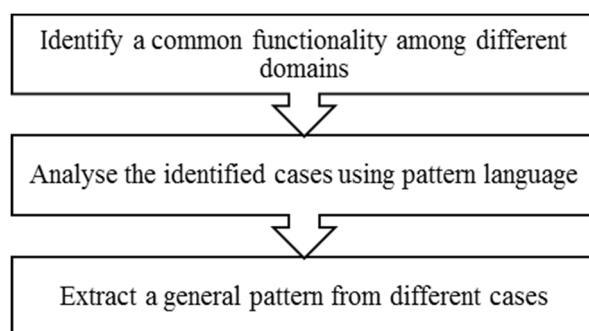 Identify a common functionality among different
domains
Analyse the identified cases using pattern language
Extract a general pattern from different cases